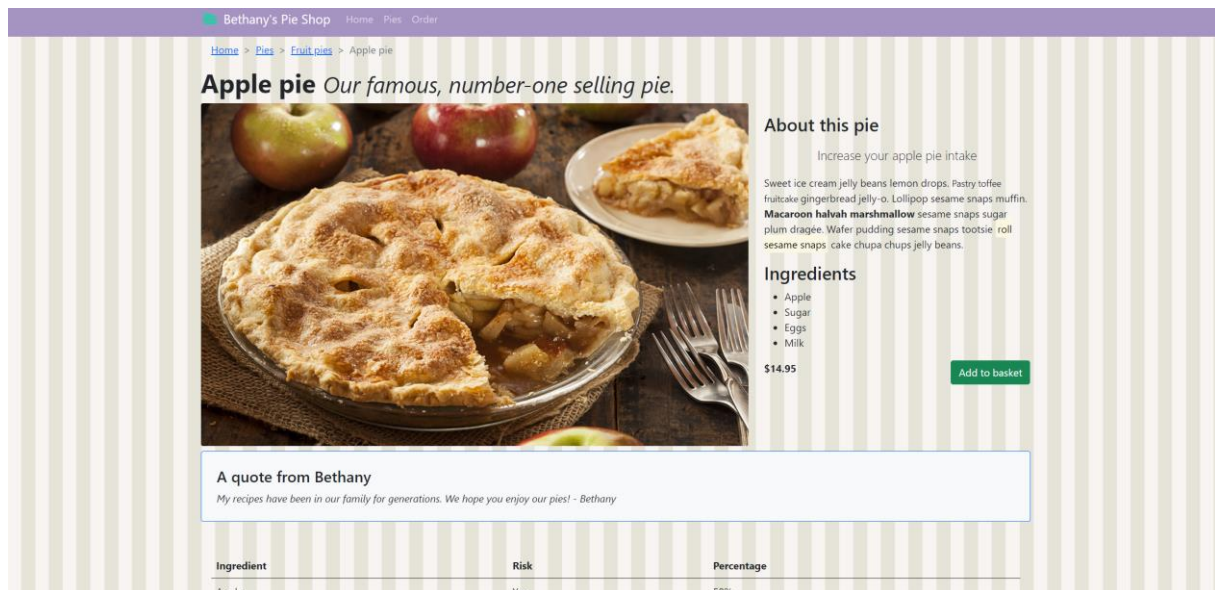 Bethany's Pie Shop Home Pies Order
Home > Pies > Fruit pies > Apple pie
Apple pie Our famous, number-one selling pie.
About this pie
Increase your apple pie intake
Sweet ice cream jelly beans lemon drops. Pastry toffee
fruitcake gingerbread jelly-o. Lollipop sesame snaps muffin.
Macaroon halvah marshmallow sesame snaps sugar
plum dragée. Wafer pudding sesame snaps tootsie roll
sesame snaps cake chupa chups jelly beans.
Ingredients
• Apple
• Sugar
• Eggs
• Milk
$14.95 Add to basket
A quote from Bethany
My recipes have been in our family for generations. We hope you enjoy our pies! - Bethany
Ingredient Risk Percentage